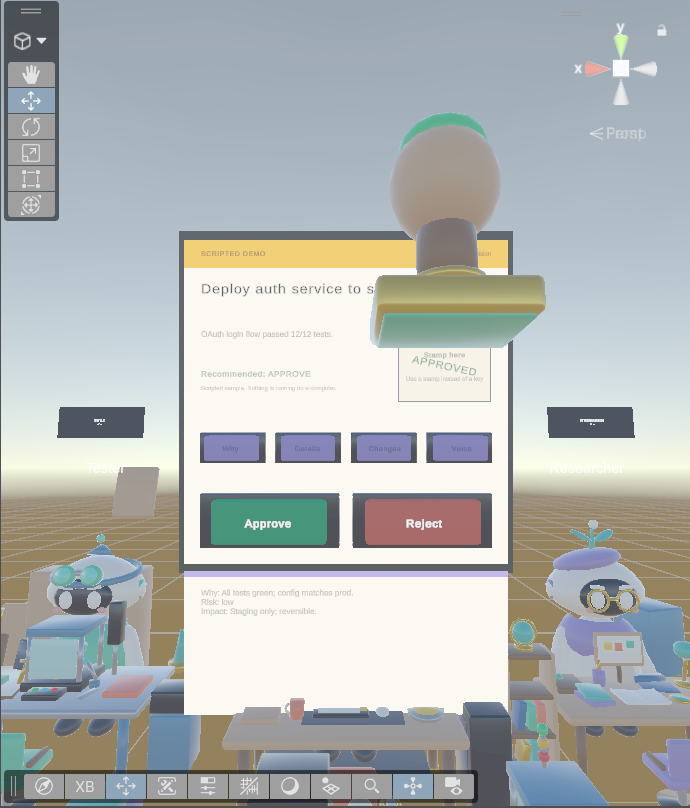 y
x
Persp
SCRIPTED DEMO
Deploy auth service to s
OAuth login flow passed 12/12 tests.
Recommended: APPROVE
Scripted sample. Nothing is running on a computer.
Stamp here
APPROVED
Use a stamp instead of a key
Why
Details
Changes
Voice
Approve
Reject
Tester
Researcher
Why: All tests green; config matches prod.
Risk: low
Impact: Staging only; reversible.
XB